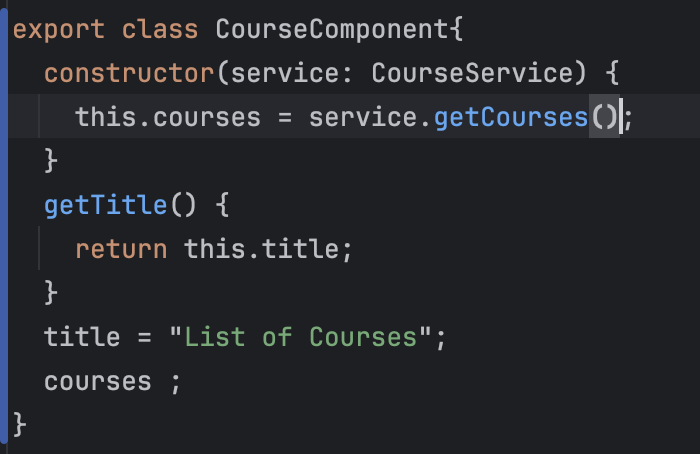 export class CourseComponent{
  constructor(service: CourseService) {
    this.courses = service.getCourses();
  }
  getTitle() {
    return this.title;
  }
  title = "List of Courses";
  courses ;
}